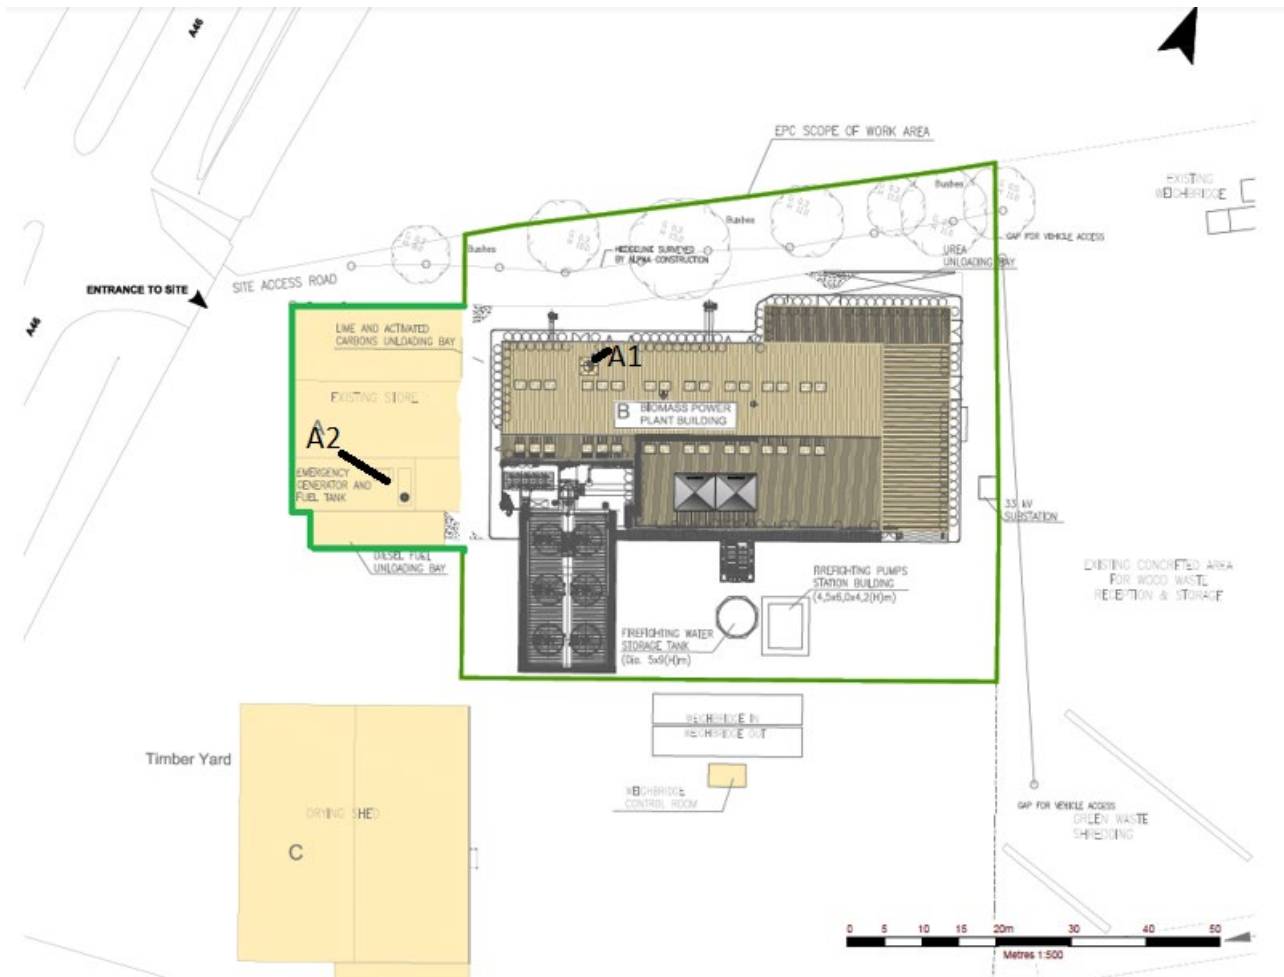 A46
EPC SCOPE OF WORK AREA
EXISTING
WEIGHBRIDGE
Bushes
Bushes
Bushes
GAP FOR VEHICLE ACCESS
HEDGELINE SURVEYED
BY ALPHA-CONSTRUCTION
UREA
UNLOADING BAY
SITE ACCESS ROAD
ENTRANCE TO SITE
A46
LIME AND ACTIVATED
CARBONS UNLOADING BAY
A1
EXISTING STORE
B
BIOMASS POWER
PLANT BUILDING
A
A2
EMERGENCY
GENERATOR AND
FUEL TANK
33 kV
SUBSTATION
DIESEL FUEL
UNLOADING BAY
FIREFIGHTING PUMPS
STATION BUILDING
(4,5x6,0x4,2(H)m)
EXISTING CONCRETED AREA
FOR WOOD WASTE
RECEPTION & STORAGE
FIREFIGHTING WATER
STORAGE TANK
(Dia. 5x9(H)m)
WEIGHBRIDGE IN
WEIGHBRIDGE OUT
Timber Yard
WEIGHBRIDGE
CONTROL ROOM
DRYING SHED
C
GAP FOR VEHICLE ACCESS
GREEN WASTE
SHREDDING
0 5 10 15 20m 30 40 50
Metres 1:500